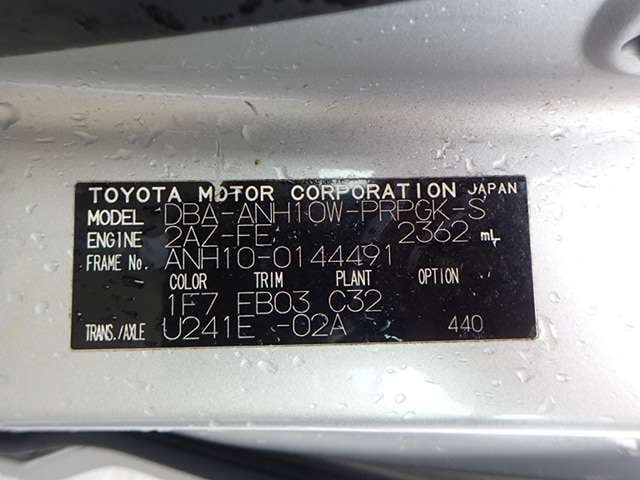 TOYOTA MOTOR CORPORATION JAPAN
MODEL DBA-ANH10W-PRPGK-S
ENGINE 2AZ-FE 2362 mL
FRAME No. ANH10-0144491
COLOR TRIM PLANT OPTION
1F7 FB03 C32
TRANS./AXLE U241E -02A 440